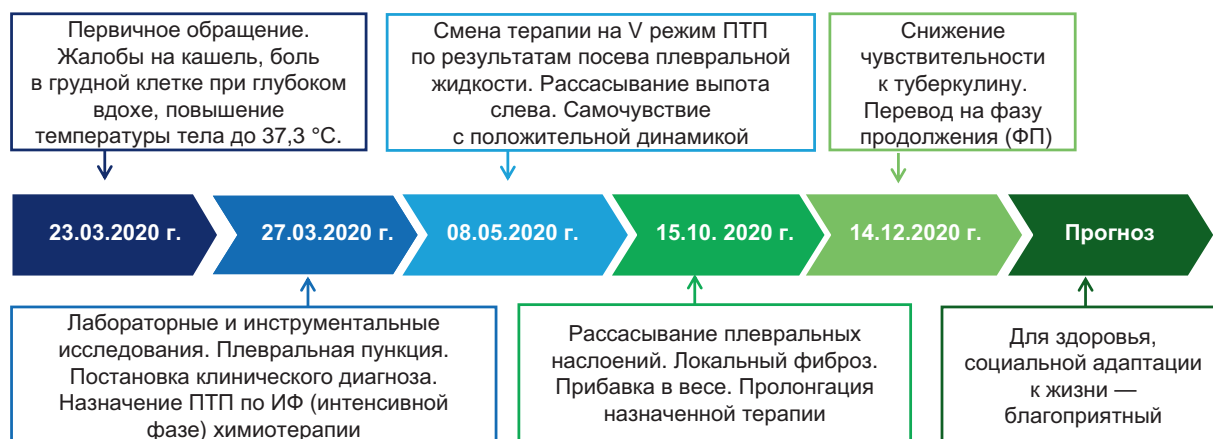 Первичное обращение.
Жалобы на кашель, боль
в грудной клетке при глубоком
вдохе, повышение
температуры тела до 37,3 °C.
Смена терапии на V режим ПТП
по результатам посева плевральной
жидкости. Рассасывание выпота
слева. Самочувствие
с положительной динамикой
Снижение
чувствительности
к туберкулину.
Перевод на фазу
продолжения (ФП)
23.03.2020 г.
27.03.2020 г.
08.05.2020 г.
15.10. 2020 г.
14.12.2020 г.
Прогноз
Лабораторные и инструментальные
исследования. Плевральная пункция.
Постановка клинического диагноза.
Назначение ПТП по ИФ (интенсивной
фазе) химиотерапии
Рассасывание плевральных
наслоений. Локальный фиброз.
Прибавка в весе. Пролонгация
назначенной терапии
Для здоровья,
социальной адаптации
к жизни —
благоприятный